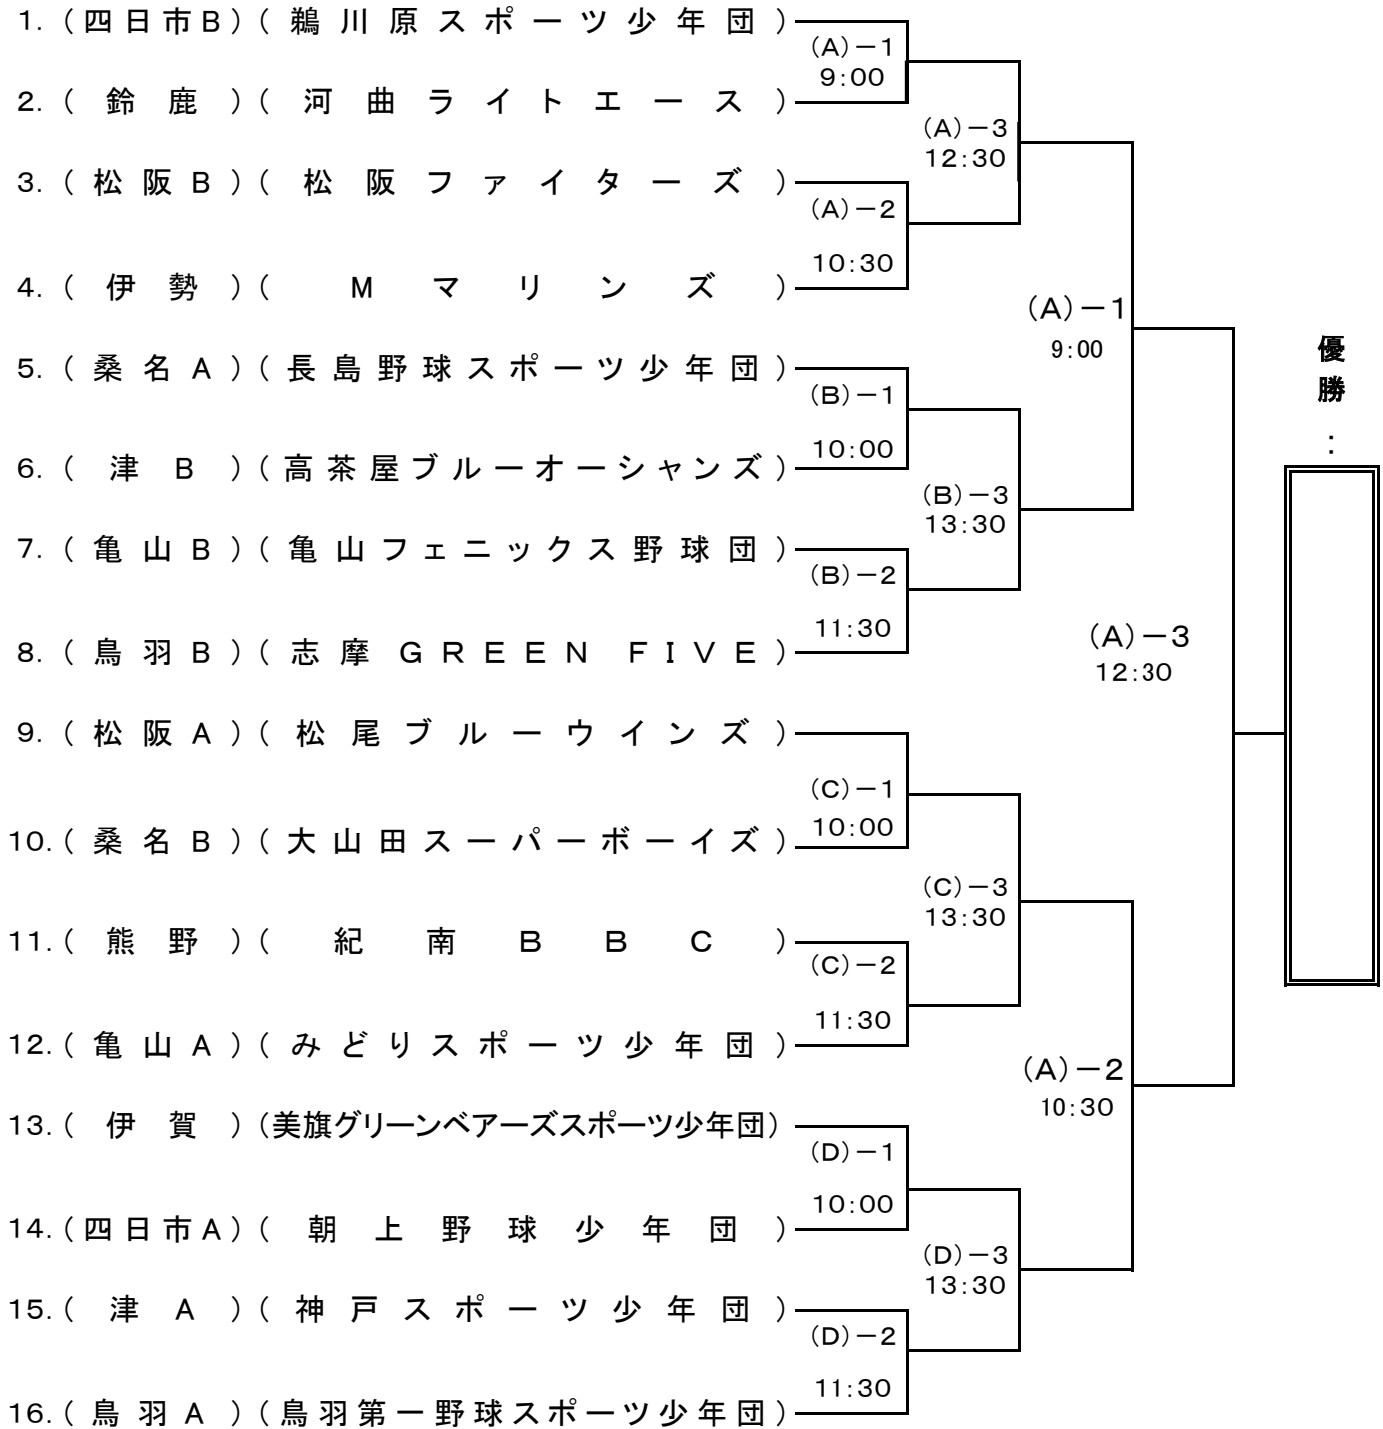 1.(四日市B)(鵜川原スポーツ少年団)
(A)－1
9:00
2.(鈴鹿)(河曲ライトエース)
(A)－3
12:30
3.(松阪B)(松阪ファイターズ)
(A)－2
10:30
4.(伊勢)(Mマリンズ)
(A)－1
9:00
5.(桑名A)(長島野球スポーツ少年団)
(B)－1
10:00
6.(津B)(高茶屋ブルーオーシャンズ)
(B)－3
13:30
7.(亀山B)(亀山フェニックス野球団)
(B)－2
11:30
8.(鳥羽B)(志摩GREEN FIVE)
(A)－3
12:30
優勝:
9.(松阪A)(松尾ブルーウインズ)
(C)－1
10:00
10.(桑名B)(大山田スーパーボーイズ)
(C)－3
13:30
11.(熊野)(紀南BBC)
(C)－2
11:30
12.(亀山A)(みどりスポーツ少年団)
(A)－2
10:30
13.(伊賀)(美旗グリーンベアーズスポーツ少年団)
(D)－1
10:00
14.(四日市A)(朝上野球少年団)
(D)－3
13:30
15.(津A)(神戸スポーツ少年団)
(D)－2
11:30
16.(鳥羽A)(鳥羽第一野球スポーツ少年団)